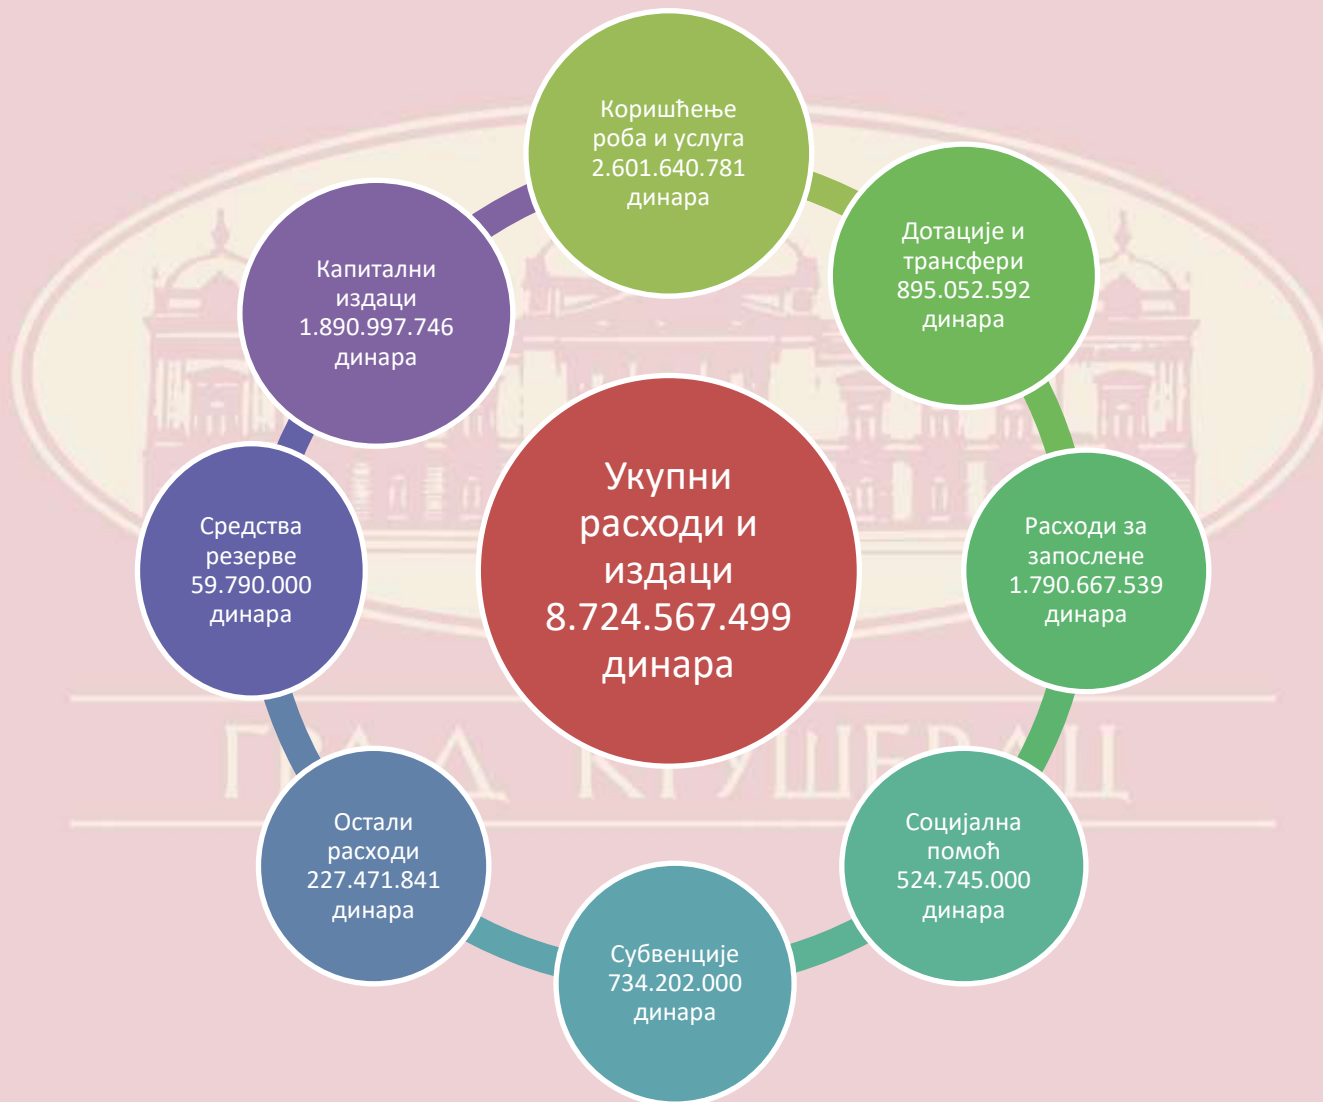 Коришћење
роба и услуга
2.601.640.781
динара
Дотације и
трансфери
895.052.592
динара
Расходи за
запослене
1.790.667.539
динара
Социјална
помоћ
524.745.000
динара
Субвенције
734.202.000
динара
Остали
расходи
227.471.841
динара
Средства
резерве
59.790.000
динара
Капитални
издаци
1.890.997.746
динара
Укупни
расходи и
издаци
8.724.567.499
динара
ГРАД КРУШЕВАЦ